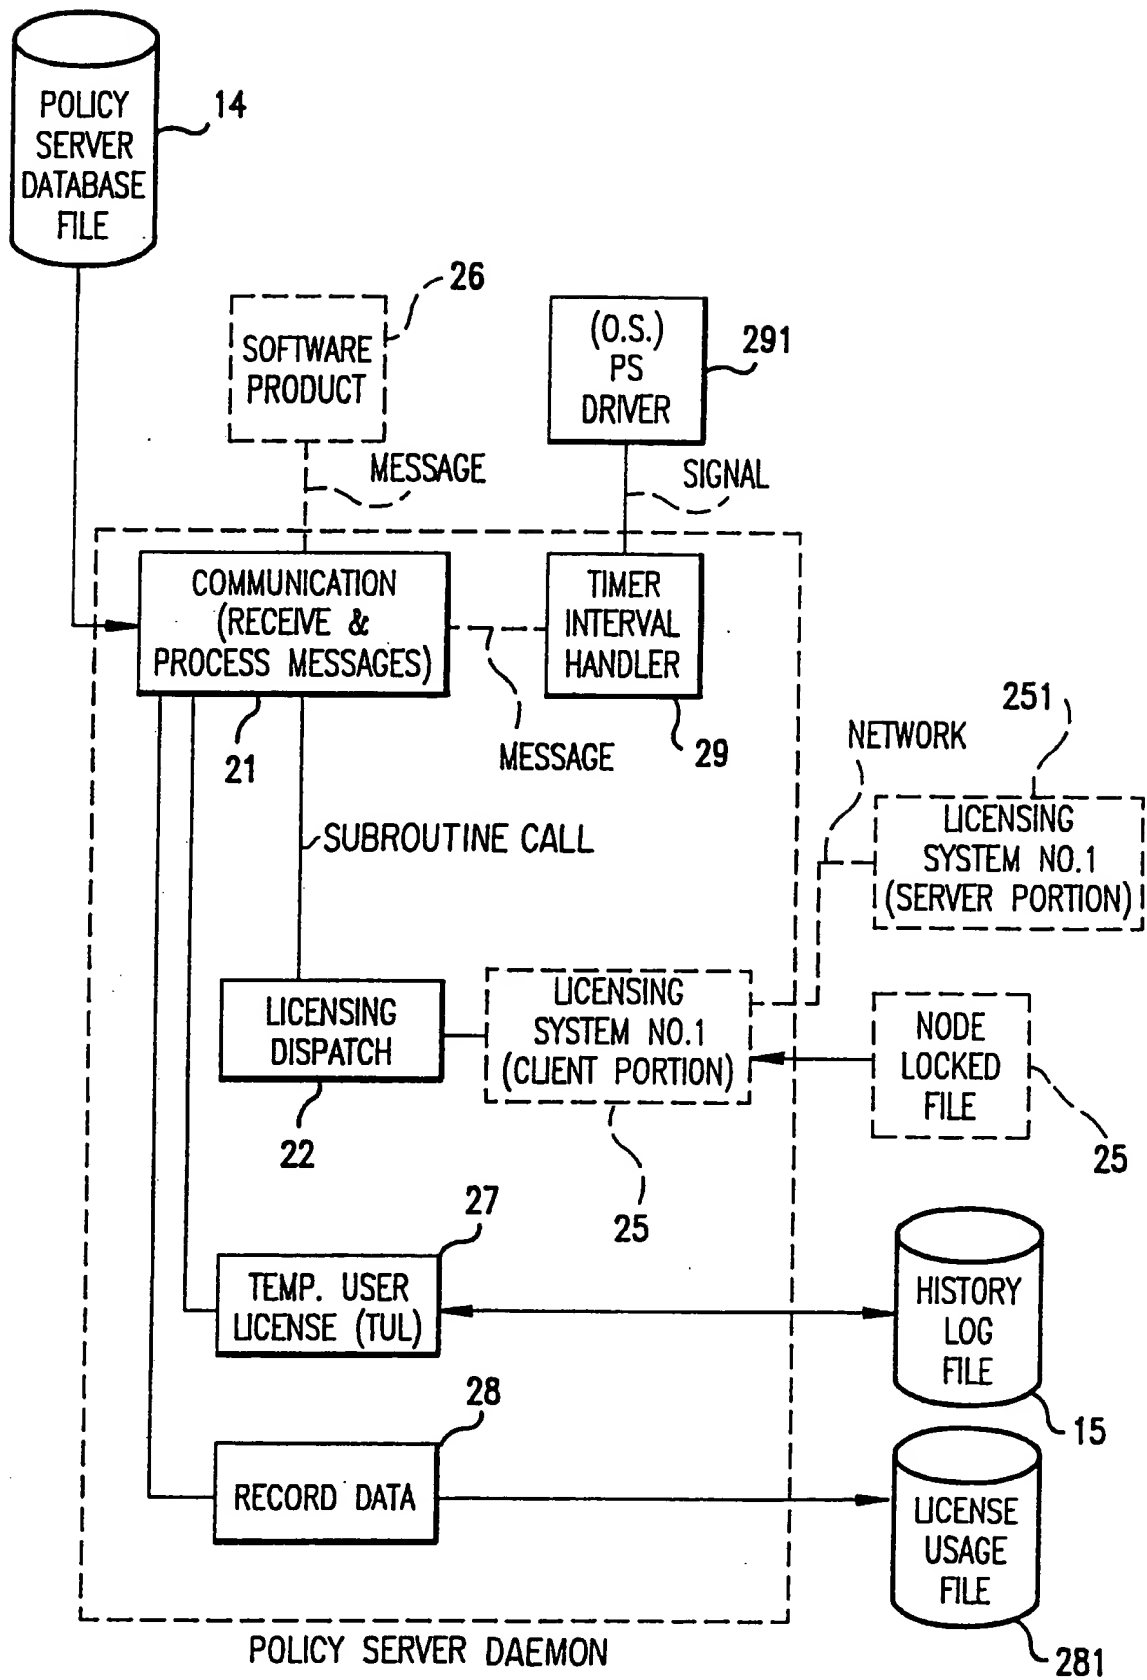 POLICY
SERVER
DATABASE
FILE
14
SOFTWARE
PRODUCT
26
(O.S.)
PS
DRIVER
291
MESSAGE
SIGNAL
COMMUNICATION
(RECEIVE &
PROCESS MESSAGES)
21
TIMER
INTERVAL
HANDLER
29
MESSAGE
SUBROUTINE CALL
NETWORK
251
LICENSING
SYSTEM NO.1
(SERVER PORTION)
LICENSING
DISPATCH
22
LICENSING
SYSTEM NO.1
(CLIENT PORTION)
25
NODE
LOCKED
FILE
25
27
TEMP. USER
LICENSE (TUL)
HISTORY
LOG
FILE
15
28
RECORD DATA
LICENSE
USAGE
FILE
281
POLICY SERVER DAEMON